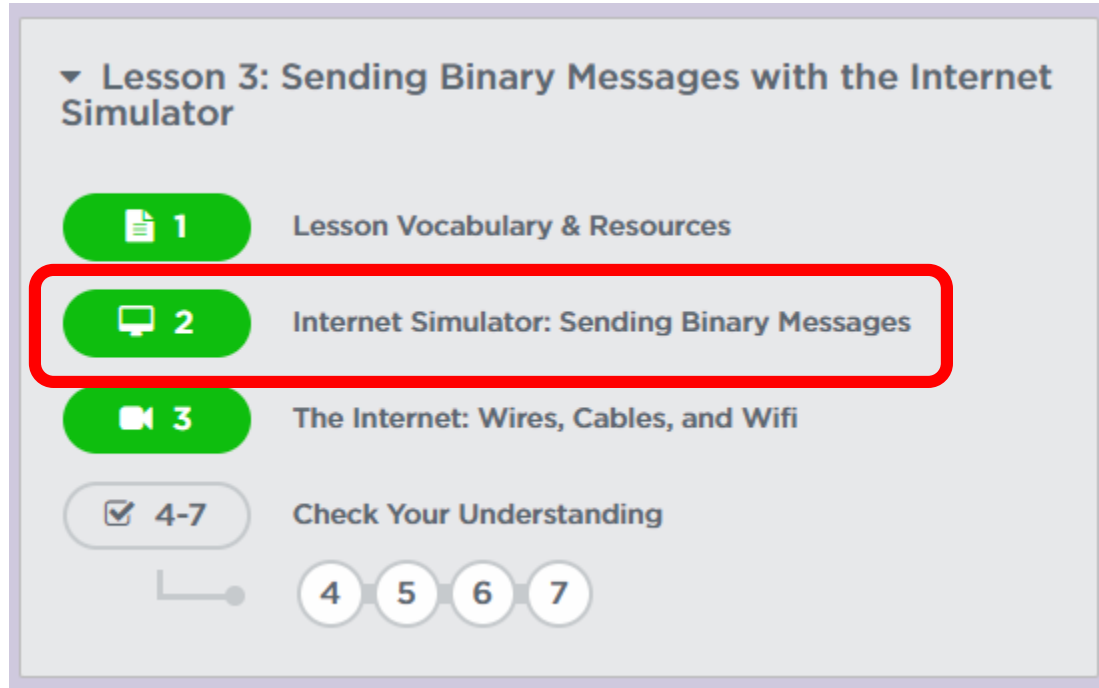 Lesson 3: Sending Binary Messages with the Internet
Simulator
1 Lesson Vocabulary & Resources
2 Internet Simulator: Sending Binary Messages
3 The Internet: Wires, Cables, and Wifi
4-7 Check Your Understanding
4 5 6 7